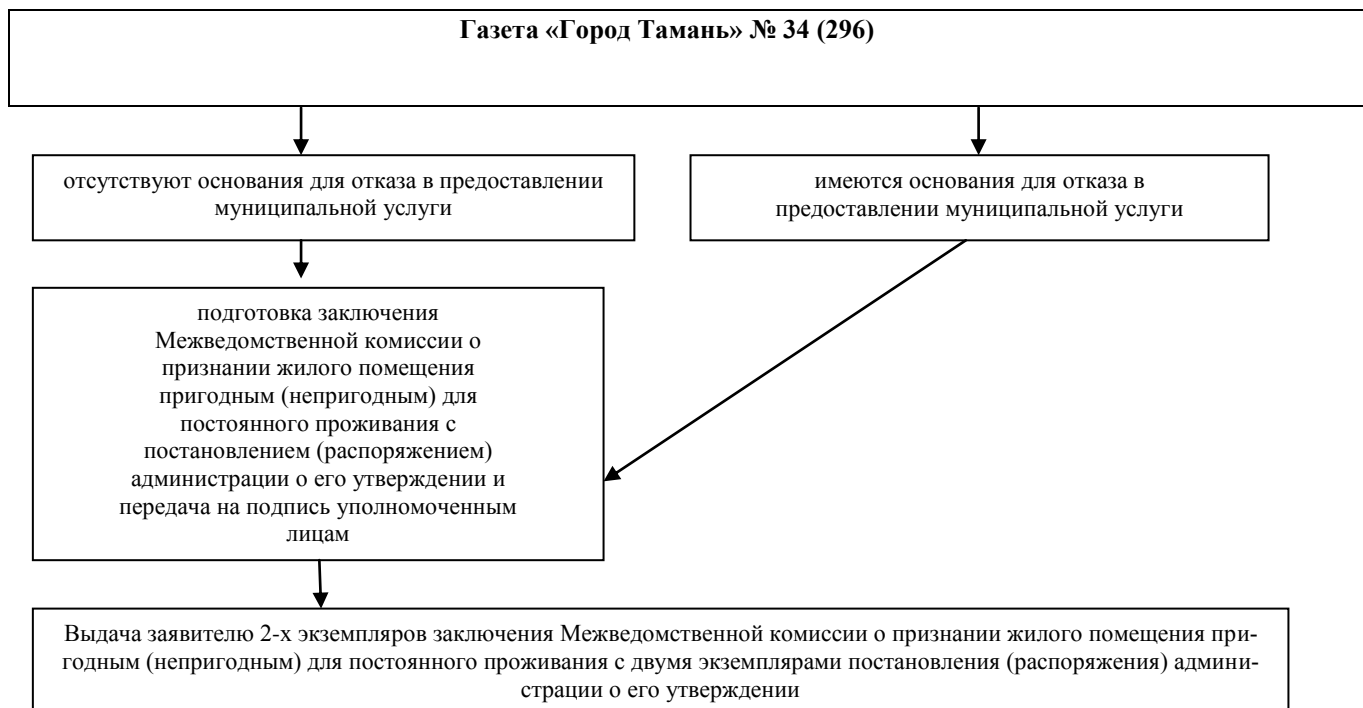 Газета «Город Тамань» № 34 (296)
отсутствуют основания для отказа в предоставлении
муниципальной услуги
имеются основания для отказа в
предоставлении муниципальной услуги
подготовка заключения
Межведомственной комиссии о
признании жилого помещения
пригодным (непригодным) для
постоянного проживания с
постановлением (распоряжением)
администрации о его утверждении и
передача на подпись уполномоченным
лицам
Выдача заявителю 2-х экземпляров заключения Межведомственной комиссии о признании жилого помещения при-
годным (непригодным) для постоянного проживания с двумя экземплярами постановления (распоряжения) админи-
страции о его утверждении